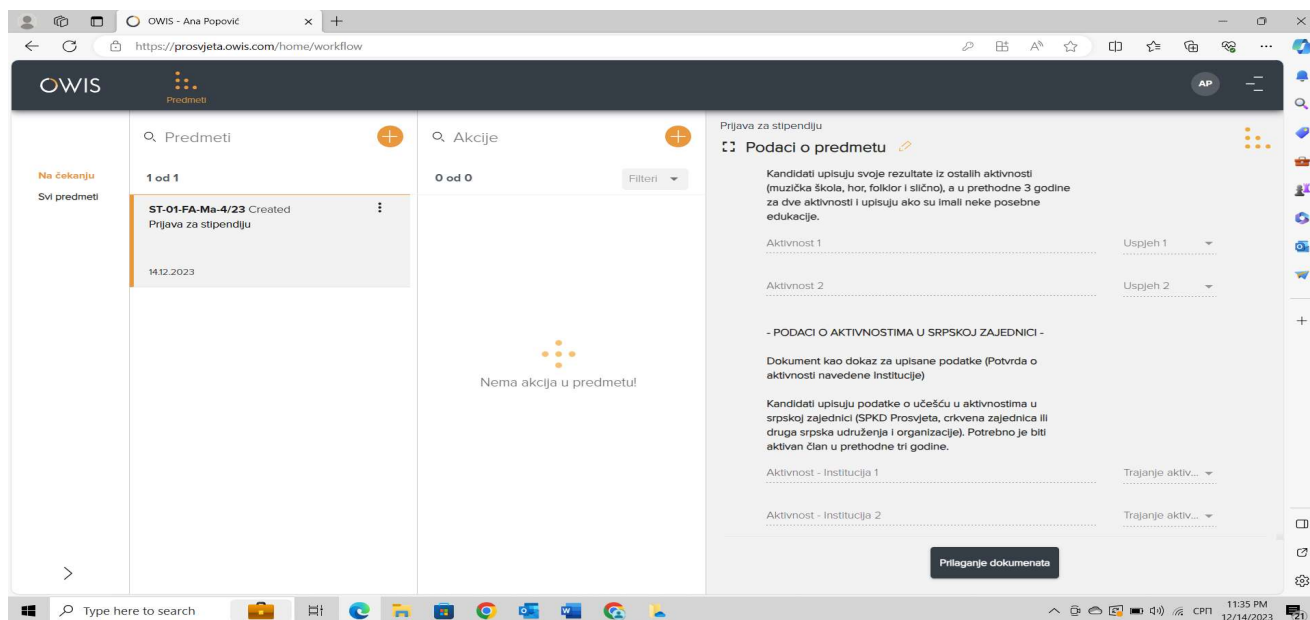 OWIS - Ana Popović
https://prosvjeta.owis.com/home/workflow
OWIS
Predmeti
AP
Na čekanju
Svi predmeti
Predmeti
1 od 1
ST-01-FA-Ma-4/23 Created
Prijava za stipendiju
14.12.2023
Akcije
0 od 0
Filteri
Nema akcija u predmetu!
Prijava za stipendiju
Podaci o predmetu
Kandidati upisuju svoje rezultate iz ostalih aktivnosti
(muzička škola, hor, folklor i slično), a u prethodne 3 godine
za dve aktivnosti i upisuju ako su imali neke posebne
edukacije.
Aktivnost 1 Uspjeh 1
Aktivnost 2 Uspjeh 2
- PODACI O AKTIVNOSTIMA U SRPSKOJ ZAJEDNICI -
Dokument kao dokaz za upisane podatke (Potvrda o
aktivnosti navedene Institucije)
Kandidati upisuju podatke o učešću u aktivnostima u
srpskoj zajednici (SPKD Prosvjeta, crkvena zajednica ili
druga srpska udruženja i organizacije). Potrebno je biti
aktivan član u prethodne tri godine.
Aktivnost - Institucija 1 Trajanje aktiv...
Aktivnost - Institucija 2 Trajanje aktiv...
Prilaganje dokumenata
Type here to search
СРП
11:35 PM
12/14/2023
21